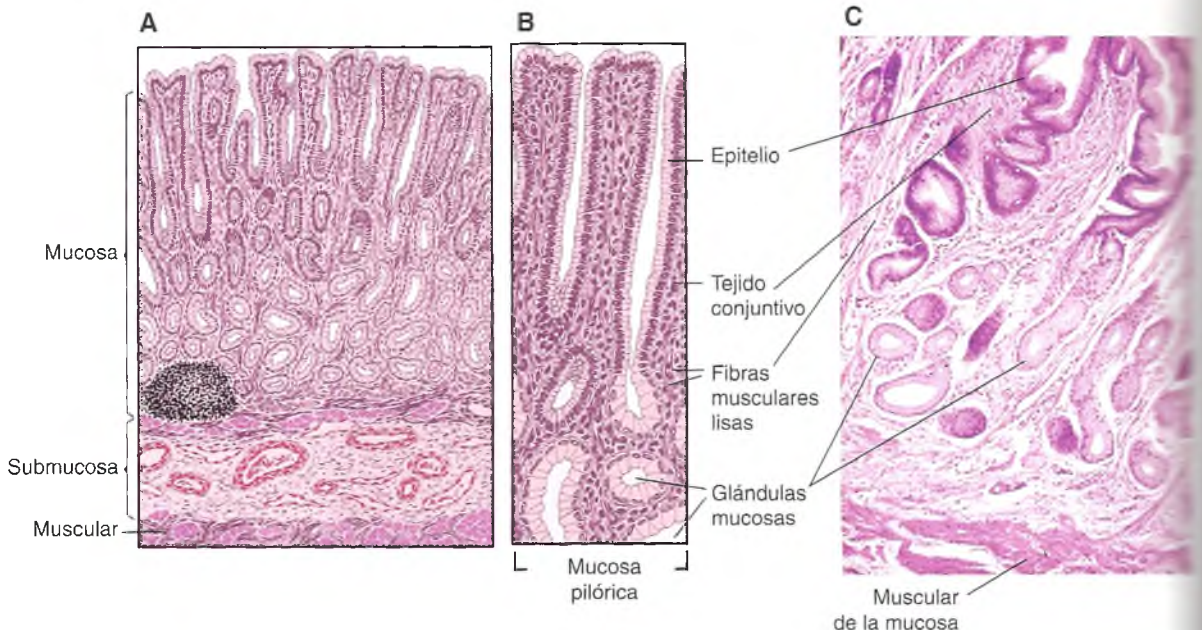 A
B
C
Mucosa
Submucosa
Muscular
Epitelio
Tejido
conjuntivo
Fibras
musculares
lisas
Glándulas
mucosas
Mucosa
pilórica
Muscular
de la mucosa